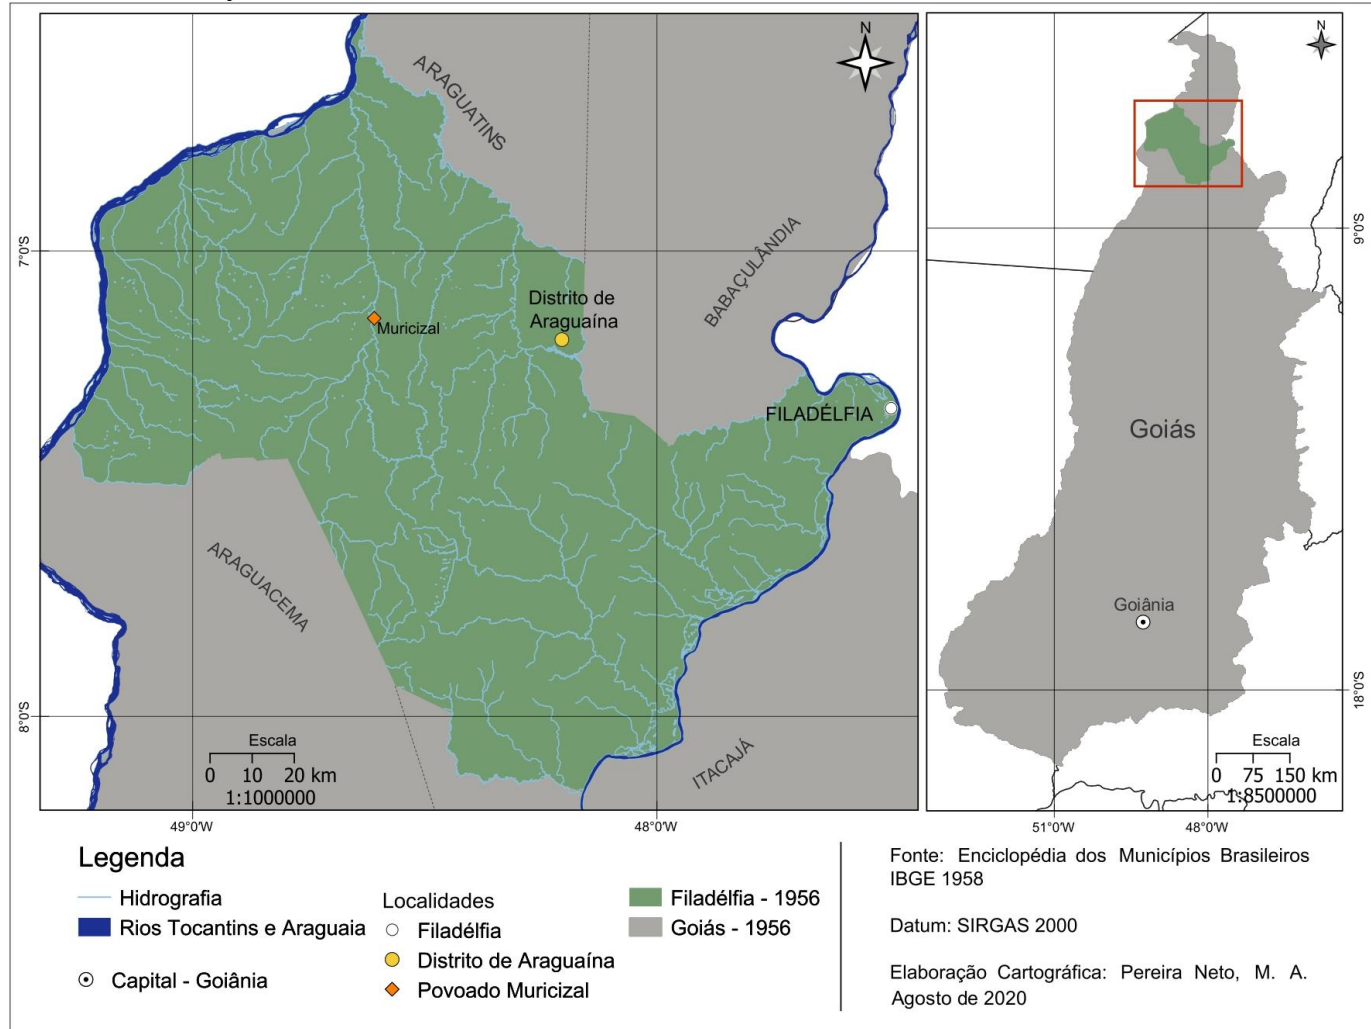 N
ARAGUATINS
7°0'S
BABAÇULÂNDIA
Distrito de
Araguaína
Muricizal
FILADÉLFIA
ARAGUACEMA
8°0'S
ITACAJÁ
Escala
0 10 20 km
1:1000000
49°0'W
48°0'W
N
9°0'S
Goiás
Goiânia
18°0'S
Escala
0 75 150 km
1:8500000
51°0'W
48°0'W
Legenda
Hidrografia
Rios Tocantins e Araguaia
Capital - Goiânia
Localidades
Filadélfia
Distrito de Araguaína
Povoado Muricizal
Filadélfia - 1956
Goiás - 1956
Fonte: Enciclopédia dos Municípios Brasileiros
IBGE 1958
Datum: SIRGAS 2000
Elaboração Cartográfica: Pereira Neto, M. A.
Agosto de 2020